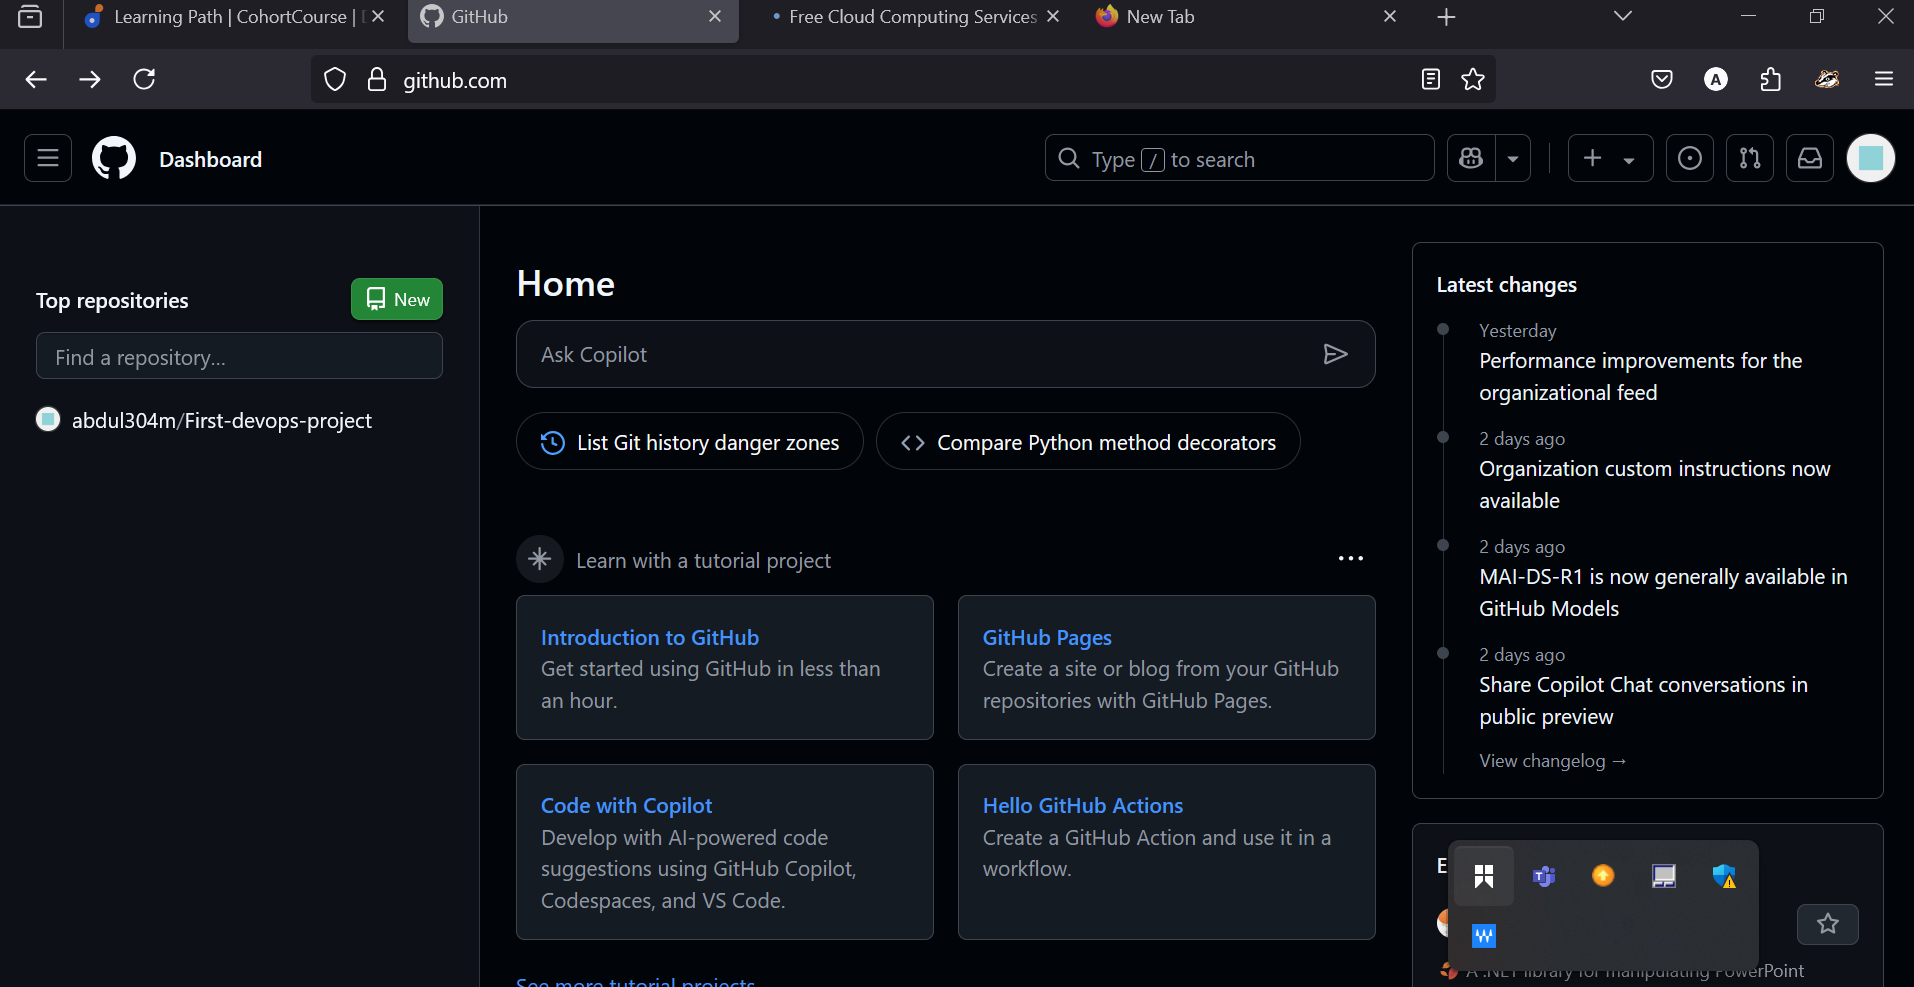 Learning Path | CohortCourse |
GitHub
Free Cloud Computing Services
New Tab
github.com
A
Dashboard
Type / to search
Top repositories
New
Find a repository...
abdul304m/First-devops-project
Home
Ask Copilot
List Git history danger zones
Compare Python method decorators
Learn with a tutorial project
Introduction to GitHub
Get started using GitHub in less than
an hour.
GitHub Pages
Create a site or blog from your GitHub
repositories with GitHub Pages.
Code with Copilot
Develop with AI-powered code
suggestions using GitHub Copilot,
Codespaces, and VS Code.
Hello GitHub Actions
Create a GitHub Action and use it in a
workflow.
See more tutorial projects
Latest changes
Yesterday
Performance improvements for the
organizational feed
2 days ago
Organization custom instructions now
available
2 days ago
MAI-DS-R1 is now generally available in
GitHub Models
2 days ago
Share Copilot Chat conversations in
public preview
View changelog →
E
A .NET library for manipulating PowerPoint